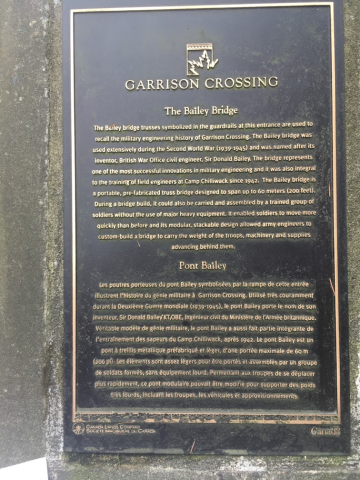 GARRISON CROSSING
The Bailey Bridge
The Bailey bridge trusses symbolized in the guardrails at this entrance are used to
recall the military engineering history of Garrison Crossing. The Bailey bridge was
used extensively during the Second World War (1939-1945) and was named after its
inventor, British War Office civil engineer, Sir Donald Bailey. The bridge represents
one of the most successful innovations in military engineering and it was also integral
to the training of field engineers at Camp Chilliwack since 1942. The Bailey bridge is
a portable, pre-fabricated truss bridge designed to span up to 60 meters (200 feet).
During a bridge build, it could also be carried and assembled by a trained group of
soldiers without the use of major heavy equipment. It enabled soldiers to move more
quickly than before and its modular, stackable design allowed army engineers to
custom-build a bridge to carry the weight of the troops, machinery and supplies
advancing behind them.
Pont Bailey
Les poutres porteuses du pont Bailey symbolisées par la rampe de cette entrée
illustrent l'histoire du génie militaire à Garrison Crossing. Utilisé très couramment
durant la Deuxième Guerre mondiale (1939-1945), le pont Bailey porte le nom de son
inventeur, Sir Donald Bailey KT,OBE, ingénieur civil du Ministère de l'Armée britannique.
Véritable modèle de génie militaire, le pont Bailey a aussi fait partie intégrante de
l'entraînement des sapeurs du Camp Chilliwack, après 1942. Le pont Bailey est un
pont à treillis métallique préfabriqué et léger, d'une portée maximale de 60 m
(200 pi). Les éléments sont assez légers pour être portés et assemblés par un groupe
de soldats formés, sans équipement lourd. Permettant aux troupes de se déplacer
plus rapidement, ce pont modulaire pouvait être modifié pour supporter des poids
très lourds, incluant les troupes, les véhicules et approvisionnements.
CANADA LANDS COMPANY
SOCIÉTÉ IMMOBILIÈRE DU CANADA
Canada